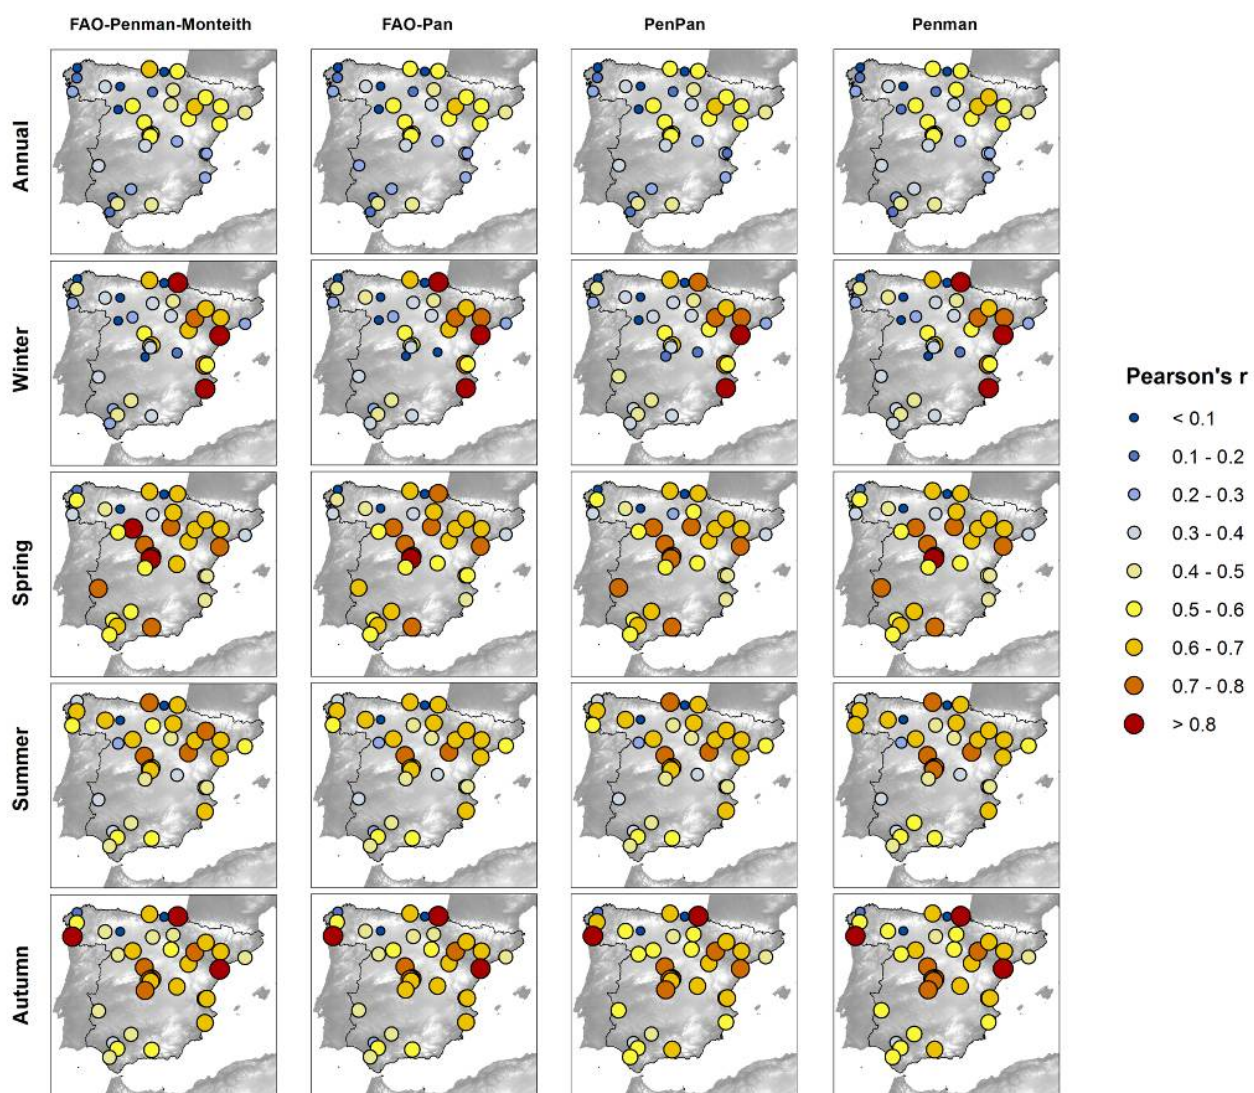 FAO-Penman-Monteith FAO-Pan PenPan Penman
Annual
Winter
Spring
Summer
Autumn
Pearson's r
< 0.1
0.1 - 0.2
0.2 - 0.3
0.3 - 0.4
0.4 - 0.5
0.5 - 0.6
0.6 - 0.7
0.7 - 0.8
> 0.8